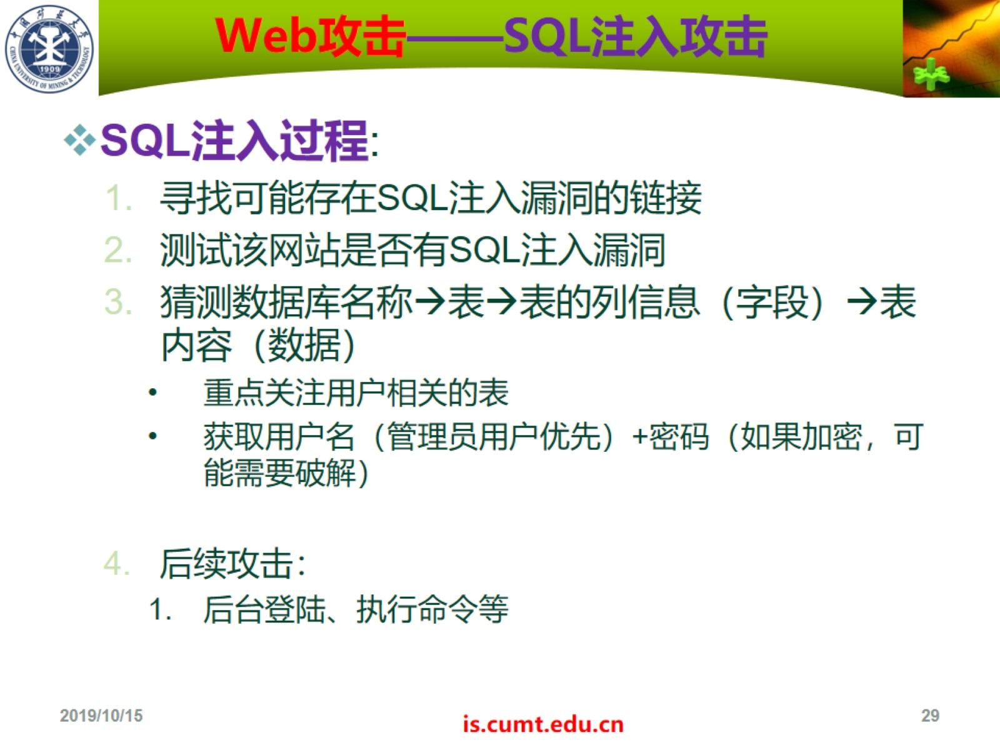 Web攻击——SQL注入攻击
中国矿业大学
CHINA UNIVERSITY OF MINING & TECHNOLOGY
1909
SQL注入过程:
1. 寻找可能存在SQL注入漏洞的链接
2. 测试该网站是否有SQL注入漏洞
3. 猜测数据库名称→表→表的列信息（字段）→表
内容（数据）
• 重点关注用户相关的表
• 获取用户名（管理员用户优先）+密码（如果加密，可
能需要破解）
4. 后续攻击：
1. 后台登陆、执行命令等
2019/10/15
is.cumt.edu.cn
29